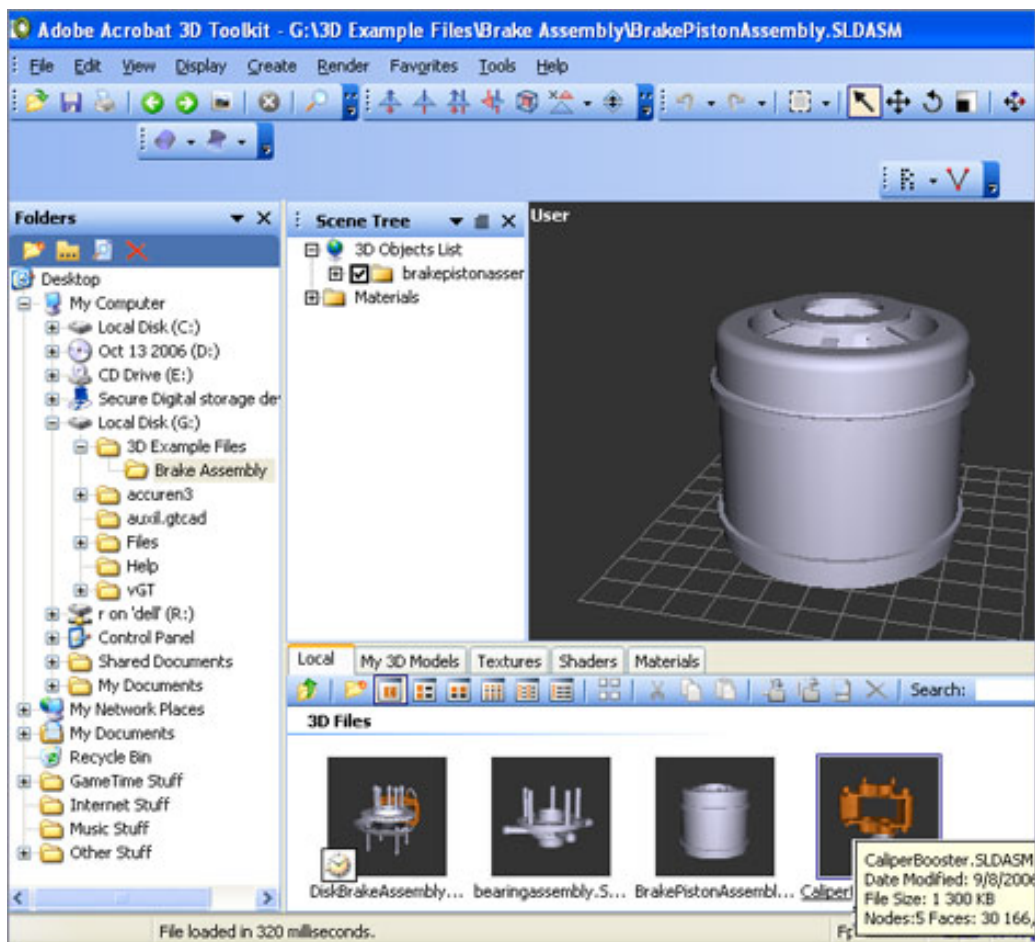 Adobe Acrobat 3D Toolkit - G:\3D Example Files\Brake Assembly\BrakePistonAssembly.SLDASM
File Edit View Display Create Render Favorites Tools Help
Folders
Desktop
My Computer
Local Disk (C:)
Oct 13 2006 (D:)
CD Drive (E:)
Secure Digital storage de
Local Disk (G:)
3D Example Files
Brake Assembly
accuren3
auxil.gtcad
Files
Help
vGT
r on 'dell' (R:)
Control Panel
Shared Documents
My Documents
My Network Places
My Documents
Recycle Bin
GameTime Stuff
Internet Stuff
Music Stuff
Other Stuff
Scene Tree
3D Objects List
brakepistonasser
Materials
User
Local My 3D Models Textures Shaders Materials
Search:
3D Files
DiskBrakeAssembly... bearingassembly.S... BrakePistonAssembl... Caliper
CaliperBooster.SLDASM
Date Modified: 9/8/2006
File Size: 1 300 KB
Nodes:5 Faces: 30 166,
File loaded in 320 milliseconds.